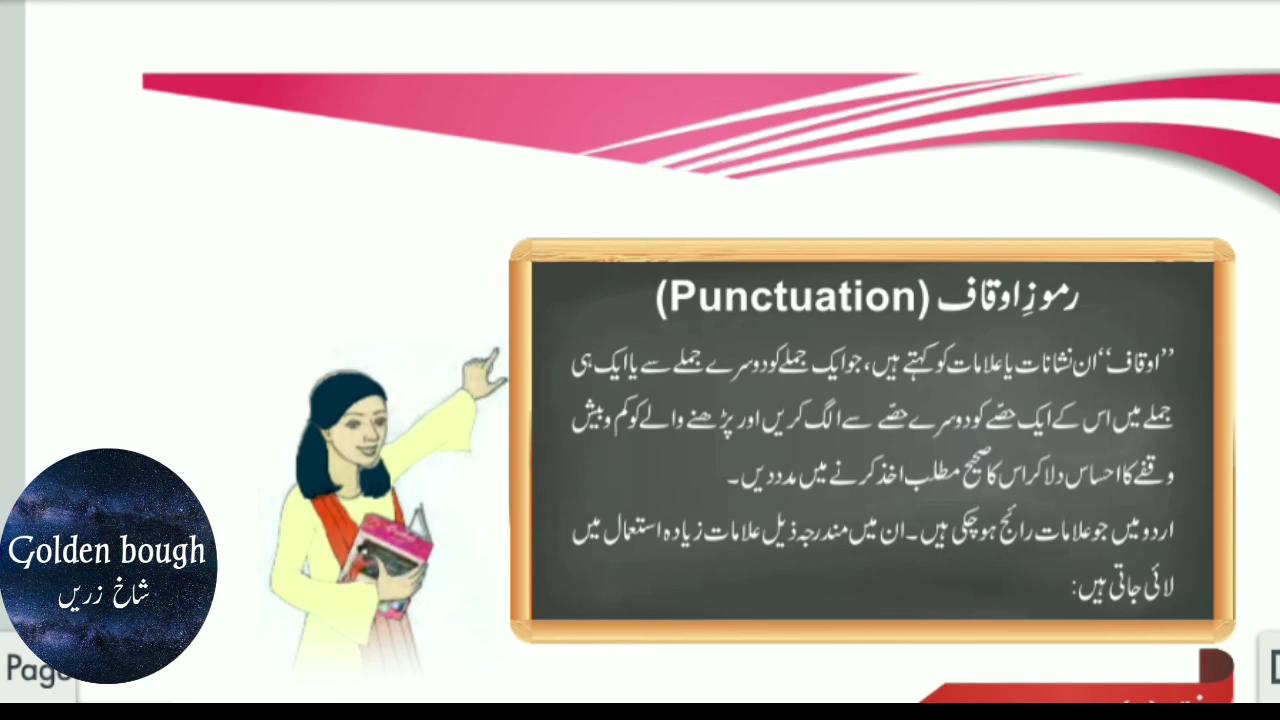 رموزِ اوقاف (Punctuation)
”اوقاف“ ان نشانات یا علامات کو کہتے ہیں، جو ایک جملے کو دوسرے جملے سے یا ایک ہی
جملے میں اس کے ایک حصّے کو دوسرے حصّے سے الگ کریں اور پڑھنے والے کو کم و بیش
وقفے کا احساس دلا کر اس کا صحیح مطلب اخذ کرنے میں مدد دیں۔
اردو میں جو علامات رائج ہو چکی ہیں۔ ان میں مندرجہ ذیل علامات زیادہ استعمال میں
لائی جاتی ہیں:
Golden bough
شاخ زریں
Page